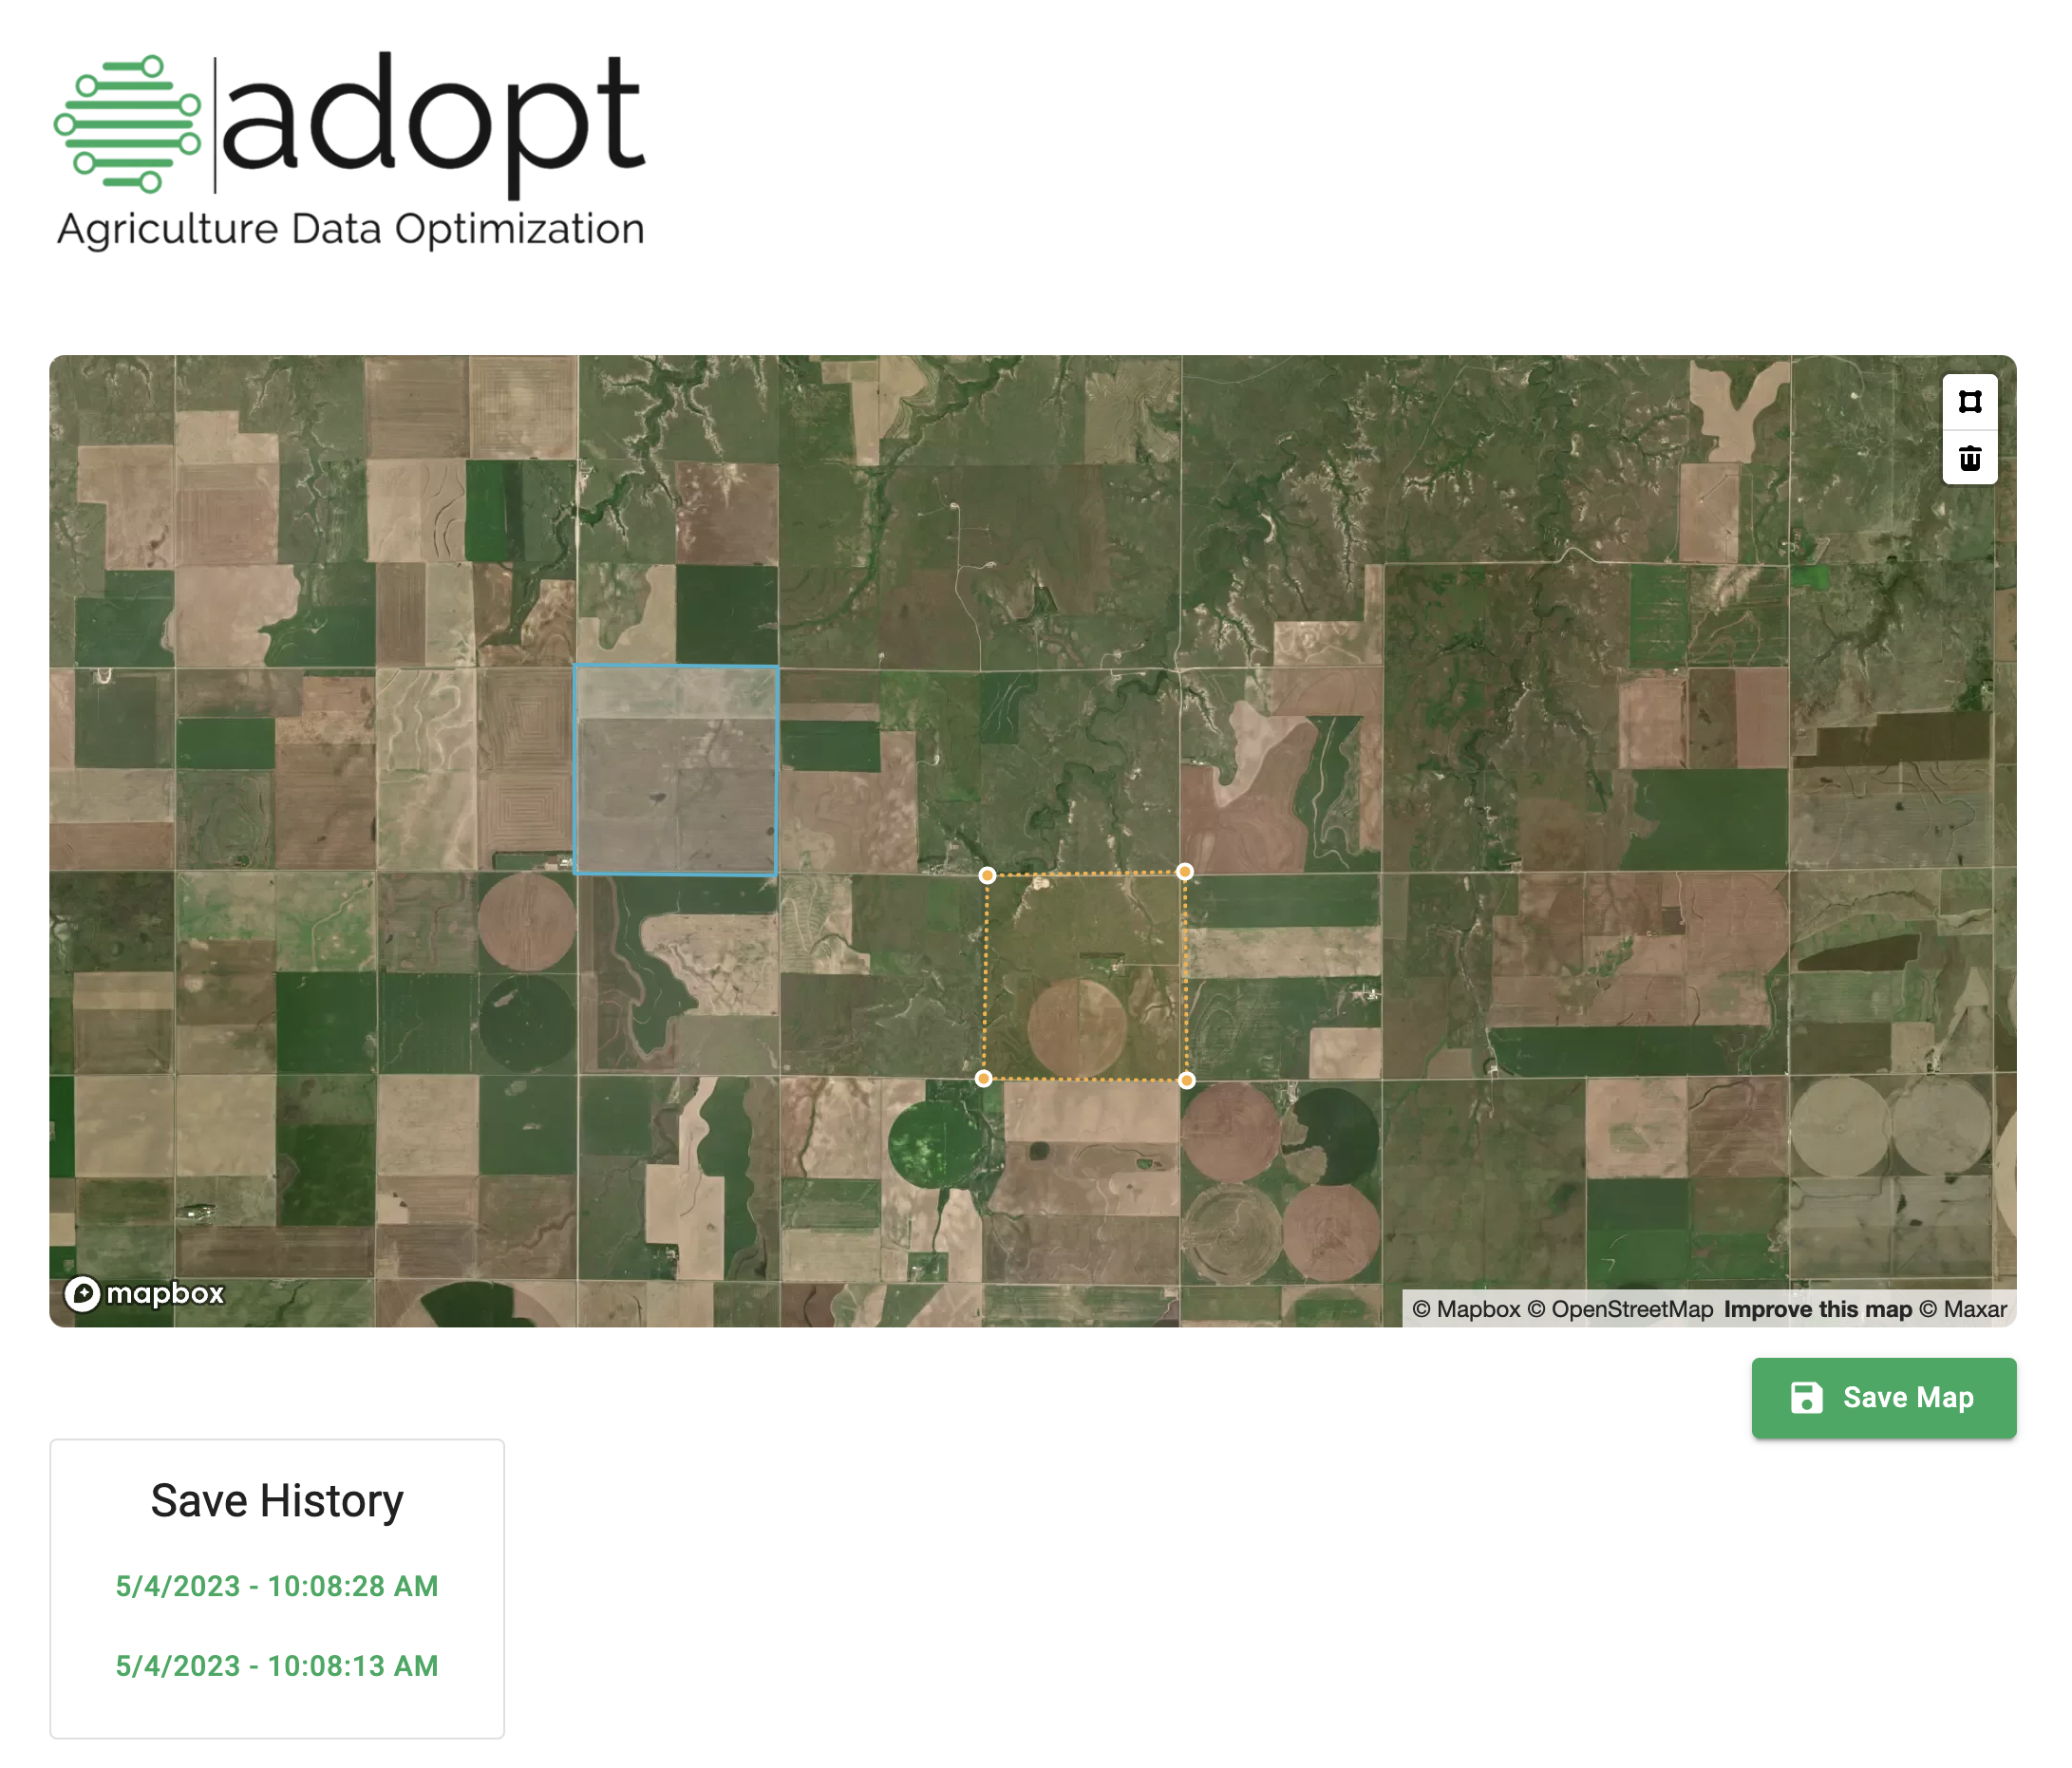 adopt
Agriculture Data Optimization
mapbox
© Mapbox © OpenStreetMap Improve this map © Maxar
Save Map
Save History
5/4/2023 - 10:08:28 AM
5/4/2023 - 10:08:13 AM